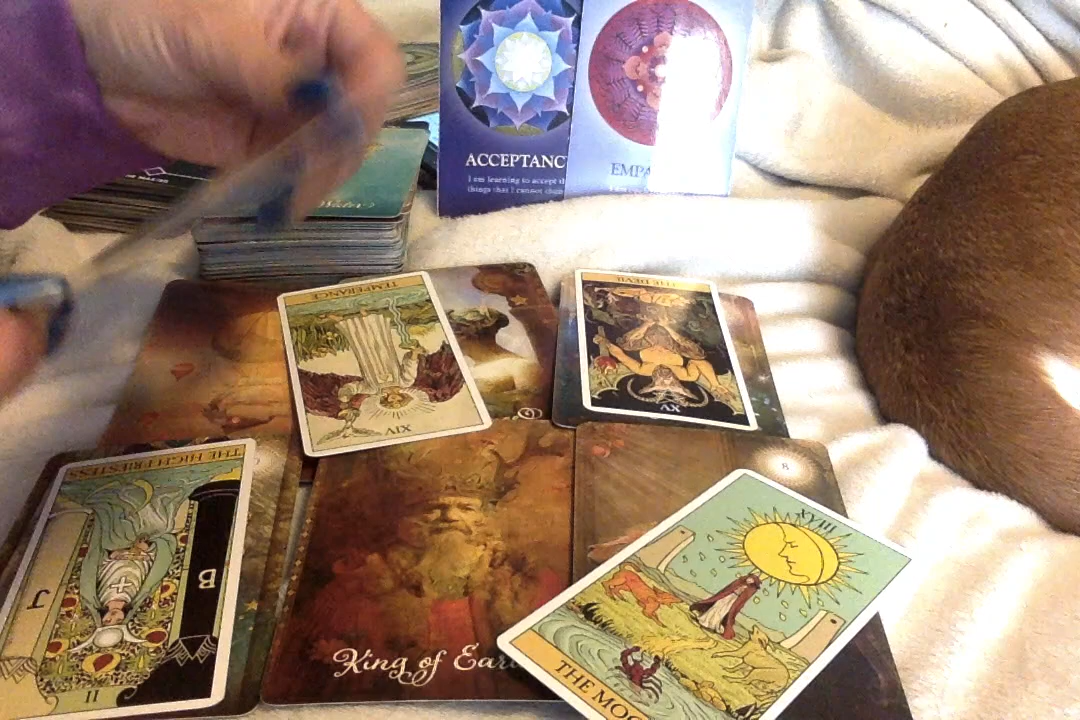 ACCEPTANC
I am learning to accept th
things that I cannot chan
EMPA
TEMPERANCE
XIV
THE DEVIL
XV
THE HIGH PRIESTESS
B
J
II
King of Ear
8
XVIII
THE MOO